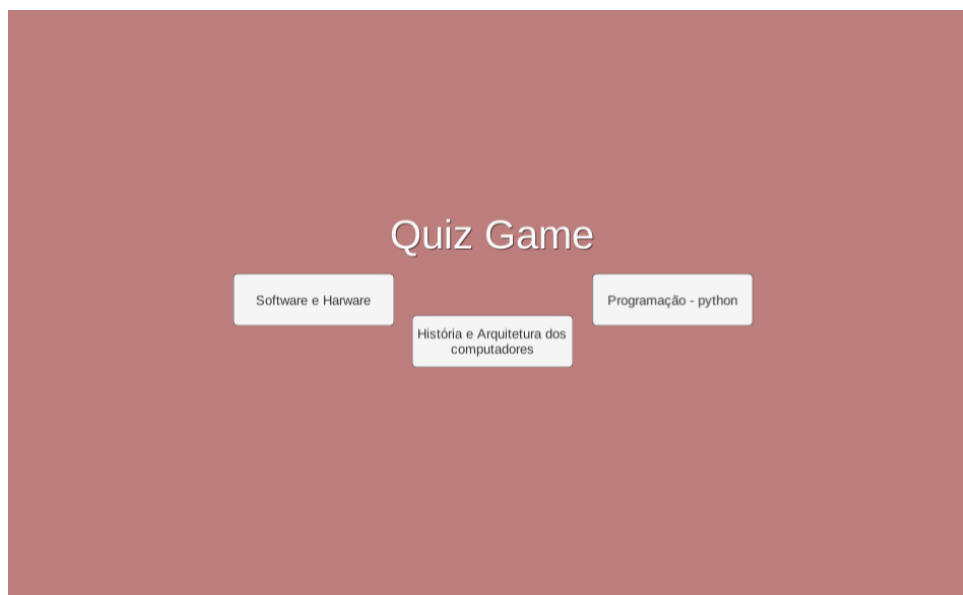 Quiz Game
Software e Harware
Programação - python
História e Arquitetura dos
computadores